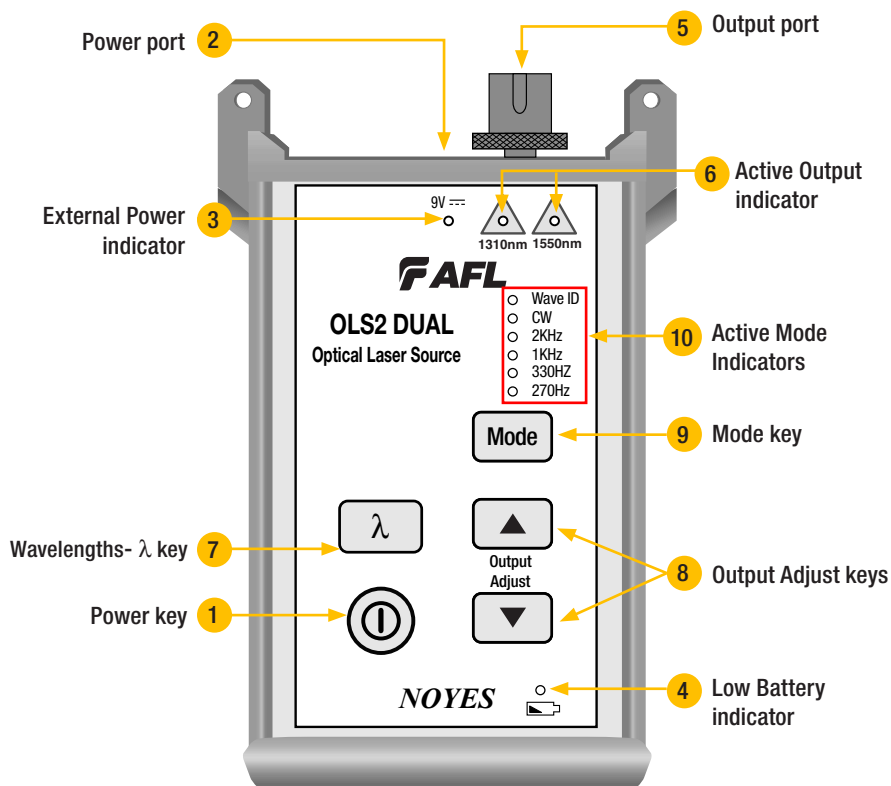 Power port
2
5
Output port
6
Active Output
indicator
External Power
indicator
3
9V
1310nm
1550nm
AFL
OLS2 DUAL
Optical Laser Source
Wave ID
CW
2KHz
1KHz
330HZ
270Hz
10
Active Mode
Indicators
Mode
9
Mode key
λ
Wavelengths- λ key
7
Output
Adjust
8
Output Adjust keys
Power key
1
NOYES
4
Low Battery
indicator